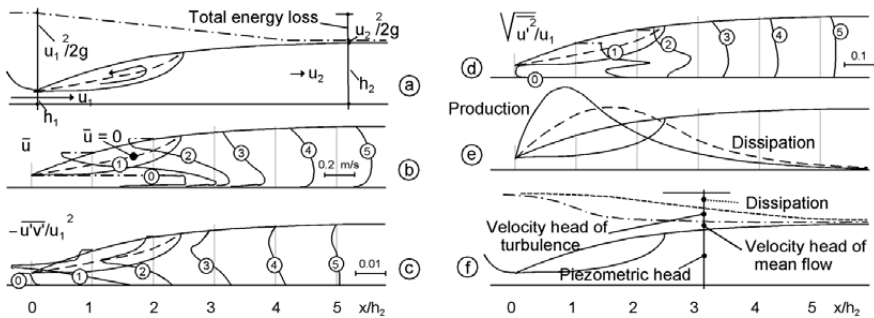 Total energy loss
u₁²/2g
u₂²/2g
u₁
u₂
h₁
h₂
a
ū
ū = 0
0
1
2
3
4
5
0.2 m/s
b
-u'v'/u₁²
0
1
2
3
4
5
0.01
c
0 1 2 3 4 5 x/h₂
√u'²/u₁
0
1
2
3
4
5
0.1
d
Production
Dissipation
e
Dissipation
Velocity head of
turbulence
Velocity head of
mean flow
Piezometric head
f
0 1 2 3 4 5 x/h₂